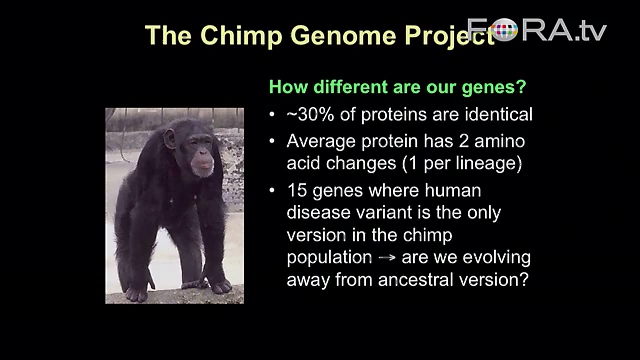 FORA.tv
The Chimp Genome Project
How different are our genes?
• ~30% of proteins are identical
• Average protein has 2 amino
acid changes (1 per lineage)
• 15 genes where human
disease variant is the only
version in the chimp
population → are we evolving
away from ancestral version?